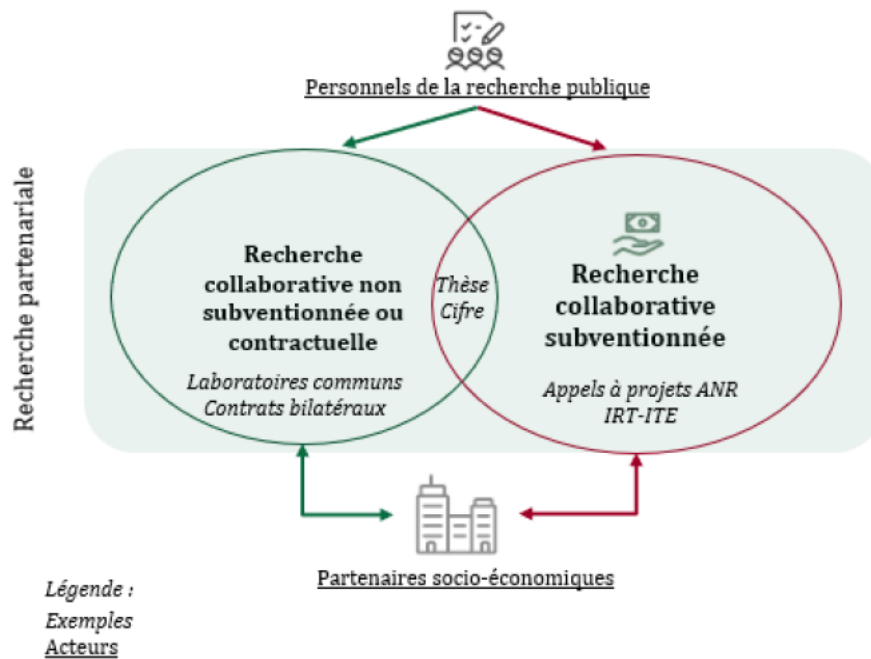 Personnels de la recherche publique
Recherche partenariale
Recherche
collaborative non
subventionnée ou
contractuelle
Laboratoires communs
Contrats bilatéraux
Thèse
Cifre
Recherche
collaborative
subventionnée
Appels à projets ANR
IRT-ITE
Partenaires socio-économiques
Légende :
Exemples
Acteurs